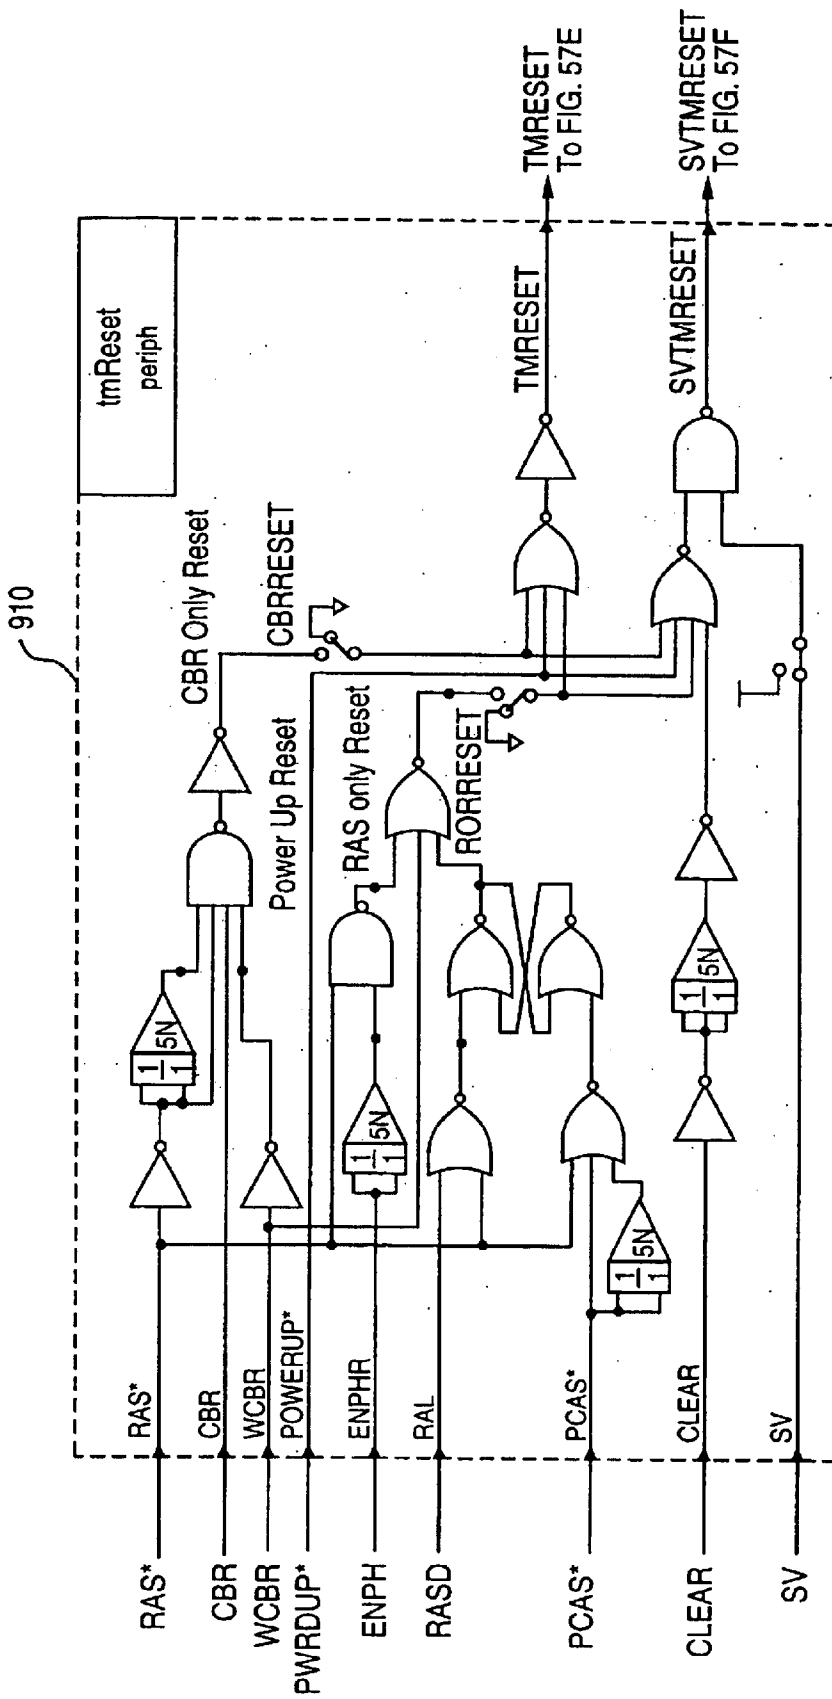 910
tmReset
periph
RAS*
RAS*
CBR
CBR
WCBR
WCBR
PWRDUP*
POWERUP*
ENPH
ENPHR
RASD
RAL
PCAS*
PCAS*
CLEAR
CLEAR
SV
SV
1
1
5N
1
1
5N
1
1
5N
1
1
5N
CBR Only Reset
Power Up Reset
RAS only Reset
CBRRESET
RORRESET
TMRESET
TMRESET
To FIG. 57E
SVTMRESET
SVTMRESET
To FIG. 57F